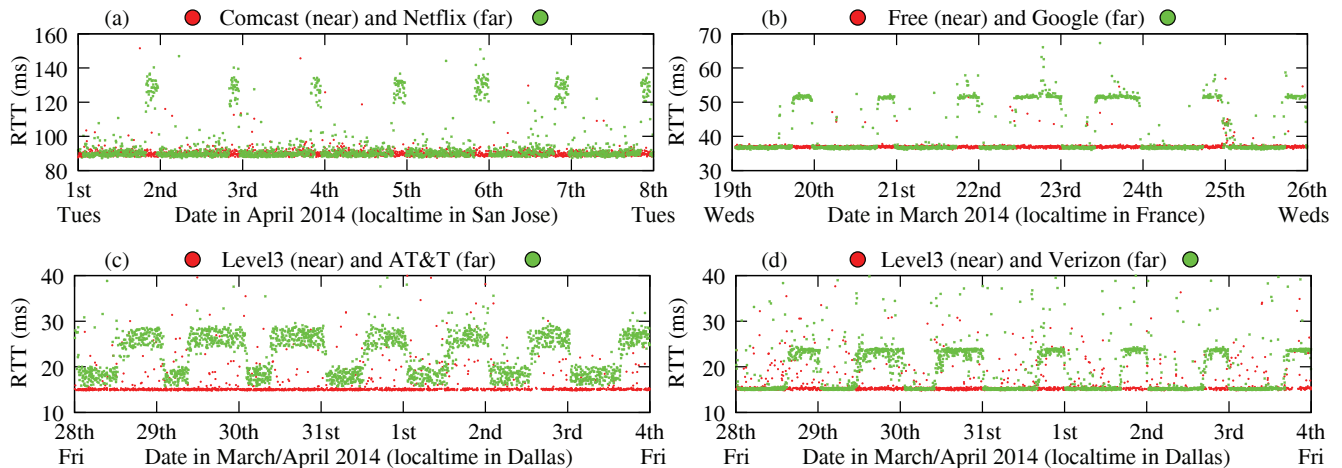 (a) Comcast (near) and Netflix (far)
RTT (ms)
160
140
120
100
80
1st 2nd 3rd 4th 5th 6th 7th 8th
Tues Date in April 2014 (localtime in San Jose) Tues
(b) Free (near) and Google (far)
RTT (ms)
70
60
50
40
30
19th 20th 21st 22nd 23rd 24th 25th 26th
Weds Date in March 2014 (localtime in France) Weds
(c) Level3 (near) and AT&T (far)
RTT (ms)
40
30
20
10
28th 29th 30th 31st 1st 2nd 3rd 4th
Fri Date in March/April 2014 (localtime in Dallas) Fri
(d) Level3 (near) and Verizon (far)
RTT (ms)
40
30
20
10
28th 29th 30th 31st 1st 2nd 3rd 4th
Fri Date in March/April 2014 (localtime in Dallas) Fri